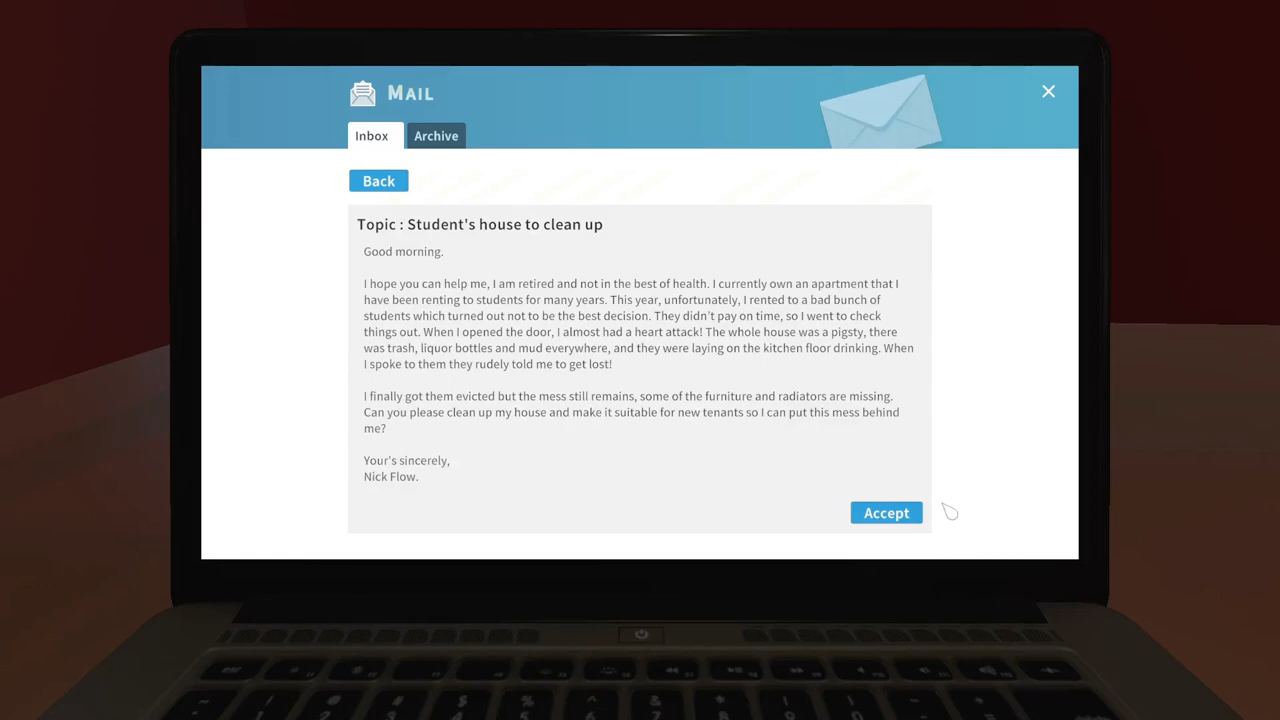 MAIL
Inbox
Archive
Back
Topic : Student's house to clean up
Good morning.
I hope you can help me, I am retired and not in the best of health. I currently own an apartment that I
have been renting to students for many years. This year, unfortunately, I rented to a bad bunch of
students which turned out not to be the best decision. They didn't pay on time, so I went to check
things out. When I opened the door, I almost had a heart attack! The whole house was a pigsty, there
was trash, liquor bottles and mud everywhere, and they were laying on the kitchen floor drinking. When
I spoke to them they rudely told me to get lost!
I finally got them evicted but the mess still remains, some of the furniture and radiators are missing.
Can you please clean up my house and make it suitable for new tenants so I can put this mess behind
me?
Your's sincerely,
Nick Flow.
Accept